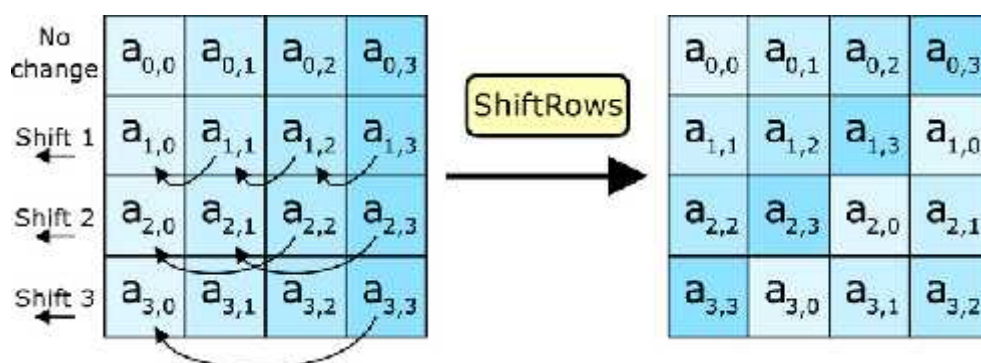 No change a0,0 a0,1 a0,2 a0,3
Shift 1 a1,0 a1,1 a1,2 a1,3
Shift 2 a2,0 a2,1 a2,2 a2,3
Shift 3 a3,0 a3,1 a3,2 a3,3
ShiftRows
a0,0 a0,1 a0,2 a0,3
a1,1 a1,2 a1,3 a1,0
a2,2 a2,3 a2,0 a2,1
a3,3 a3,0 a3,1 a3,2